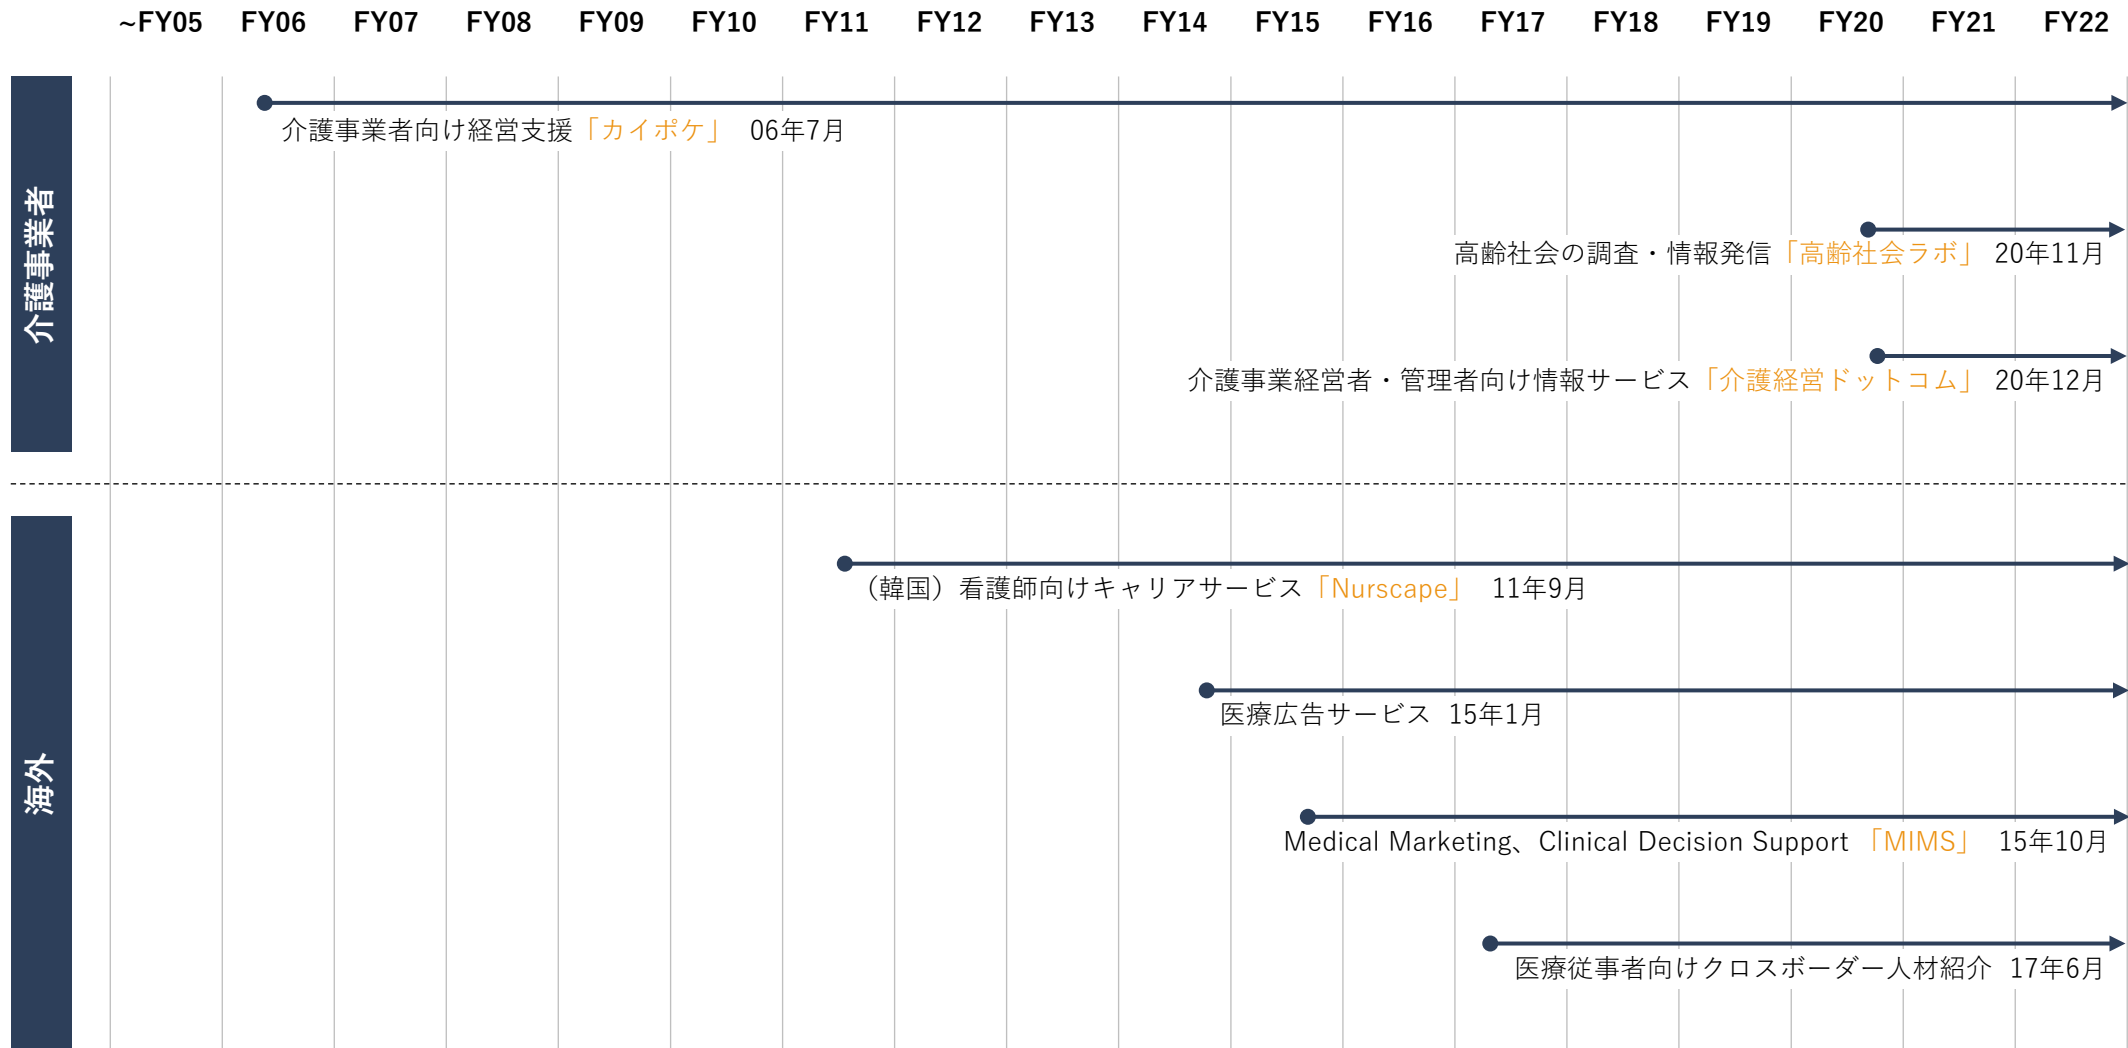 ~FY05 FY06 FY07 FY08 FY09 FY10 FY11 FY12 FY13 FY14 FY15 FY16 FY17 FY18 FY19 FY20 FY21 FY22
介護事業者
介護事業者向け経営支援「カイポケ」 06年7月
高齢社会の調査・情報発信「高齢社会ラボ」 20年11月
介護事業経営者・管理者向け情報サービス「介護経営ドットコム」 20年12月
海外
（韓国）看護師向けキャリアサービス「Nurscape」 11年9月
医療広告サービス 15年1月
Medical Marketing、Clinical Decision Support 「MIMS」 15年10月
医療従事者向けクロスボーダー人材紹介 17年6月